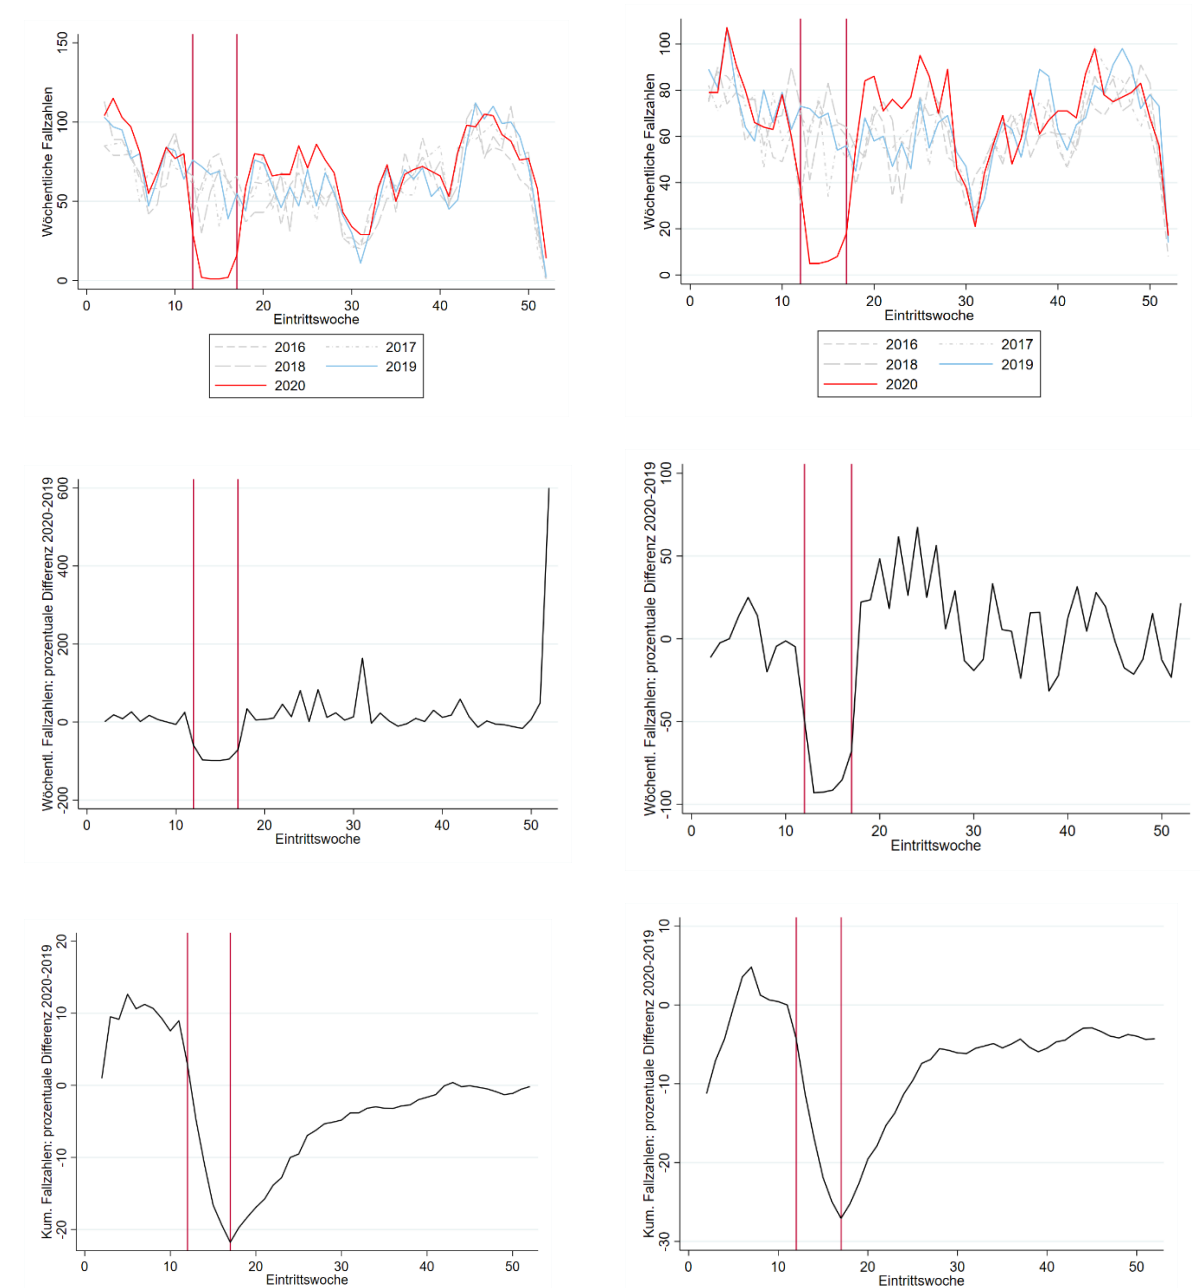 Wöchentliche Fallzahlen
150
100
50
0
0 10 20 30 40 50
Eintrittswoche
2016 2017
2018 2019
2020
Wöchentliche Fallzahlen
100
80
60
40
20
0
0 10 20 30 40 50
Eintrittswoche
2016 2017
2018 2019
2020
Wöchentl. Fallzahlen: prozentuale Differenz 2020-2019
600
400
200
0
-200
0 10 20 30 40 50
Eintrittswoche
Wöchentl. Fallzahlen: prozentuale Differenz 2020-2019
100
50
0
-50
-100
0 10 20 30 40 50
Eintrittswoche
Kum. Fallzahlen: prozentuale Differenz 2020-2019
20
10
0
-10
-20
0 10 20 30 40 50
Eintrittswoche
Kum. Fallzahlen: prozentuale Differenz 2020-2019
10
0
-10
-20
-30
0 10 20 30 40 50
Eintrittswoche